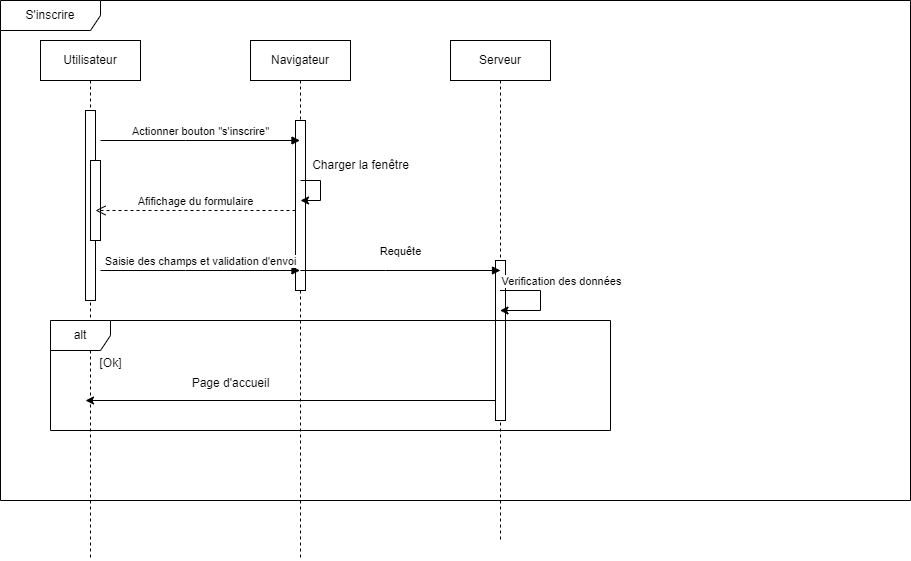 S'inscrire
Utilisateur
Navigateur
Serveur
Actionner bouton "s'inscrire"
Charger la fenêtre
Afifichage du formulaire
Saisie des champs et validation d'envoi
Requête
Verification des données
alt
[Ok]
Page d'accueil